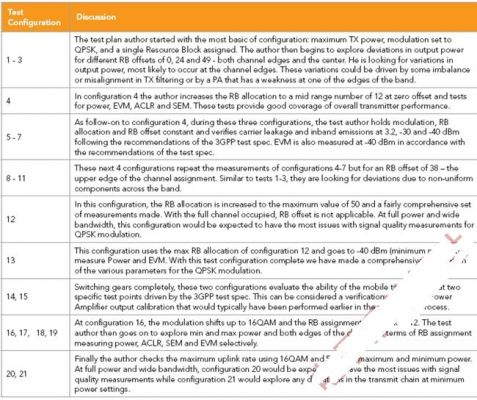 Test
Configuration
Discussion
1 - 3
The test plan author started with the most basic of configuration: maximum TX power, modulation set to
QPSK, and a single Resource Block assigned. The author then begins to explore deviations in output power
for different RB offsets of 0, 24 and 49 - both channel edges and the center. He is looking for variations in
output power, most likely to occur at the channel edges. These variations could be driven by some imbalance
or misalignment in TX filtering or by a PA that has a weakness at one of the edges of the band.
4
In configuration 4 the author increases the RB allocation to a mid range number of 12 at zero offset and tests
for power, EVM, ACLR and SEM. These tests provide good coverage of overall transmitter performance.
5 - 7
As follow-on to configuration 4, during these three configurations, the test author holds modulation, RB
allocation and RB offset constant and verifies carrier leakage and inband emissions at 3.2, -30 and -40 dBm
following the recommendations of the 3GPP test spec. EVM is also measured at -40 dBm in accordance with
the recommendations of the test spec.
8 - 11
These next 4 configurations repeat the measurements of configurations 4-7 but for an RB offset of 38 – the
upper edge of the channel assignment. Similar to tests 1-3, they are looking for deviations due to non-uniform
components across the band.
12
In this configuration, the RB allocation is increased to the maximum value of 50 and a fairly comprehensive set
of measurements made. With the full channel occupied, RB offset is not applicable. At full power and wide
bandwidth, this configuration would be expected to have the most issues with signal quality measurements for
QPSK modulation.
13
This configuration uses the max RB allocation of configuration 12 and goes to -40 dBm (minimum
measure Power and EVM. With this test configuration complete we have made a comprehensive
of the various parameters for the QPSK modulation.
14, 15
Switching gears completely, these two configurations evaluate the ability of the mobile two
specific test points driven by the 3GPP test spec. This can be considered a verification Power
Amplifier output calibration that would typically have been performed earlier in the process.
16, 17, 18, 19
At configuration 16, the modulation shifts up to 16QAM and the RB 12. The test
author then goes on to explore min and max power and both edges of the terms of RB assignment
measuring power, ACLR, SEM and EVM selectively.
20, 21
Finally the author checks the maximum uplink rate using 16QAM and maximum and minimum power.
At full power and wide bandwidth, configuration 20 would be have the most issues with signal
quality measurements while configuration 21 would explore any in the transmit chain at minimum
power settings.